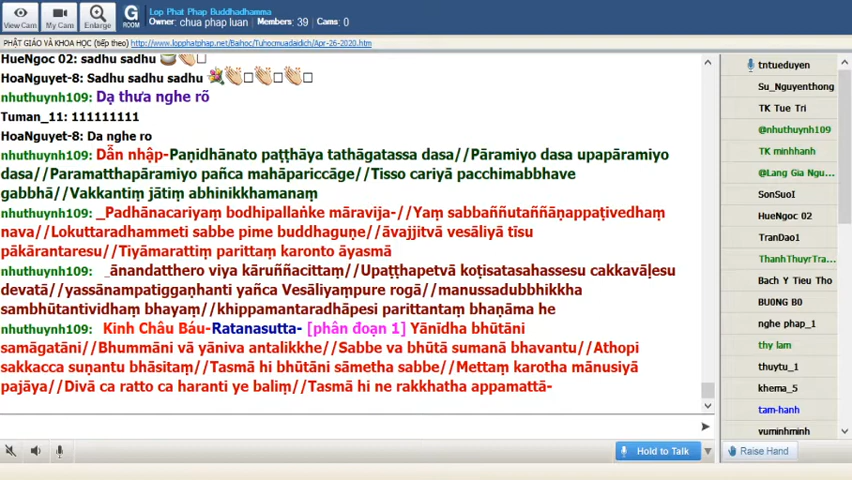 Lop Phat Phap Buddhadhamma
Owner: chua phap luan Members: 39 Cams: 0
View Cam
My Cam
Enlarge
G
ROOM
PHẬT GIÁO VÀ KHOA HỌC (tiếp theo) http://www.lopphatphap.net/Baihoc/Tuhocmuadaidich/Apr-26-2020.htm
HueNgoc 02: sadhu sadhu
HoaNguyet-8: Sadhu sadhu sadhu
nhuthuynh109: Dạ thưa nghe rõ
Tuman_11: 111111111
HoaNguyet-8: Da nghe ro
nhuthuynh109: Dẫn nhập-Paṇidhānato paṭṭhāya tathāgatassa dasa//Pāramiyo dasa upapāramiyo
dasa//Paramatthapāramiyo pañca mahāpariccāge//Tisso cariyā pacchimabbhave
gabbhā//Vakkantiṃ jātiṃ abhinikkhamanaṃ
nhuthuynh109: _Padhānacariyaṃ bodhipallaṅke māravija-//Yaṃ sabbaññutaññāṇappaṭivedhaṃ
nava//Lokuttaradhammeti sabbe pime buddhaguṇe//āvajjitvā vesāliyā tīsu
pākārantaresu//Tiyāmarattiṃ parittaṃ karonto āyasmā
nhuthuynh109: _ānandatthero viya kāruññacittaṃ//Upaṭṭhapetvā koṭisatasahassesu cakkavāḷesu
devatā//yassānampatiggaṇhanti yañca Vesāliyaṃpure rogā//manussadubbhikkha
sambhūtantividhaṃ bhayaṃ//khippamantaradhāpesi parittantaṃ bhaṇāma he
nhuthuynh109: Kinh Châu Báu-Ratanasutta- [phân đoạn 1] Yānīdha bhūtāni
samāgatāni//Bhummāni vā yāniva antalikkhe//Sabbe va bhūtā sumanā bhavantu//Athopi
sakkacca suṇantu bhāsitaṃ//Tasmā hi bhūtāni sāmetha sabbe//Mettaṃ karotha mānusiyā
pajāya//Divā ca ratto ca haranti ye baliṃ//Tasmā hi ne rakkhatha appamattā-
Hold to Talk
tntueduyen
Su_Nguyenthong
TK Tue Tri
@nhuthuynh109
TK minhhanh
@Lang Gia Ngu...
SonSuoI
HueNgoc 02
TranDao1
ThanhThuyrTra...
Bach Y Tieu Tho
BU0NG B0
nghe phap_1
thy lam
thuytu_1
khema_5
tam-hanh
vuminhminh
Raise Hand